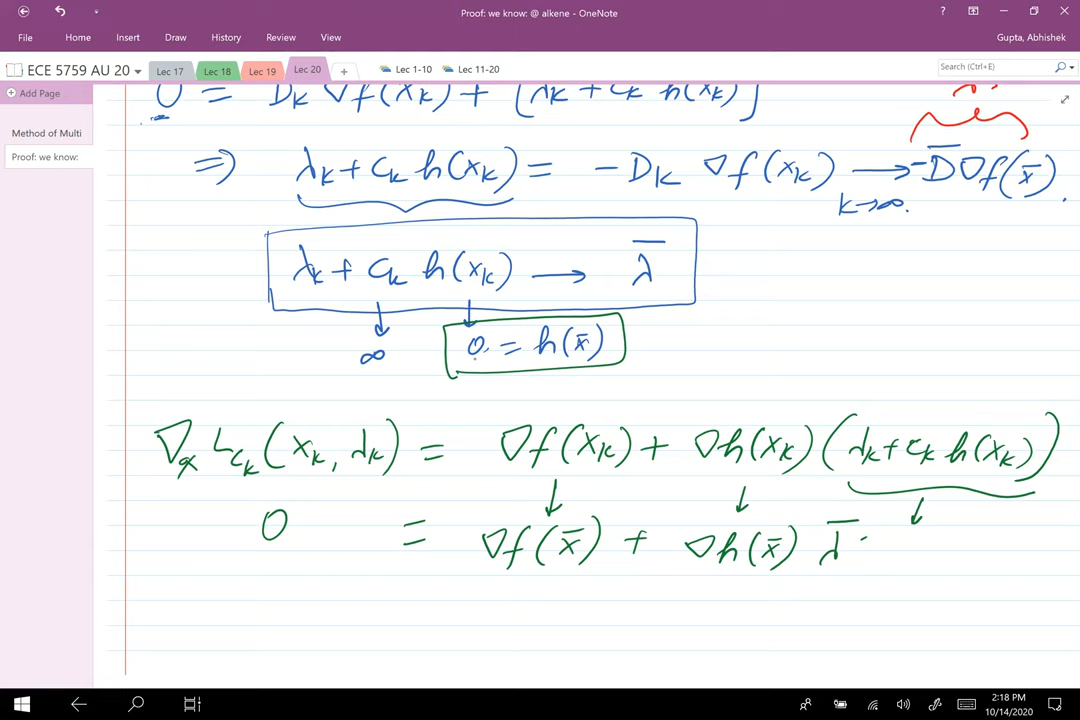 Proof: we know: @ alkene - OneNote
File Home Insert Draw History Review View
Gupta, Abhishek
ECE 5759 AU 20 Lec 17 Lec 18 Lec 19 Lec 20 + Lec 1-10 Lec 11-20
Search (Ctrl+E)
Add Page
Method of Multi
Proof: we know:
0 = D_k ∇f(x_k) + [λ_k + c_k h(x_k)]
⇒ λ_k + c_k h(x_k) = - D_k ∇f(x_k) → -D̄ ∇f(x̄).
k→∞.
λ_k + c_k h(x_k) → λ̄
∞ 0 = h(x̄)
∇_x L_{c_k}(x_k, λ_k) = ∇f(x_k) + ∇h(x_k) (λ_k + c_k h(x_k))
0 = ∇f(x̄) + ∇h(x̄) λ̄.
2:18 PM
10/14/2020